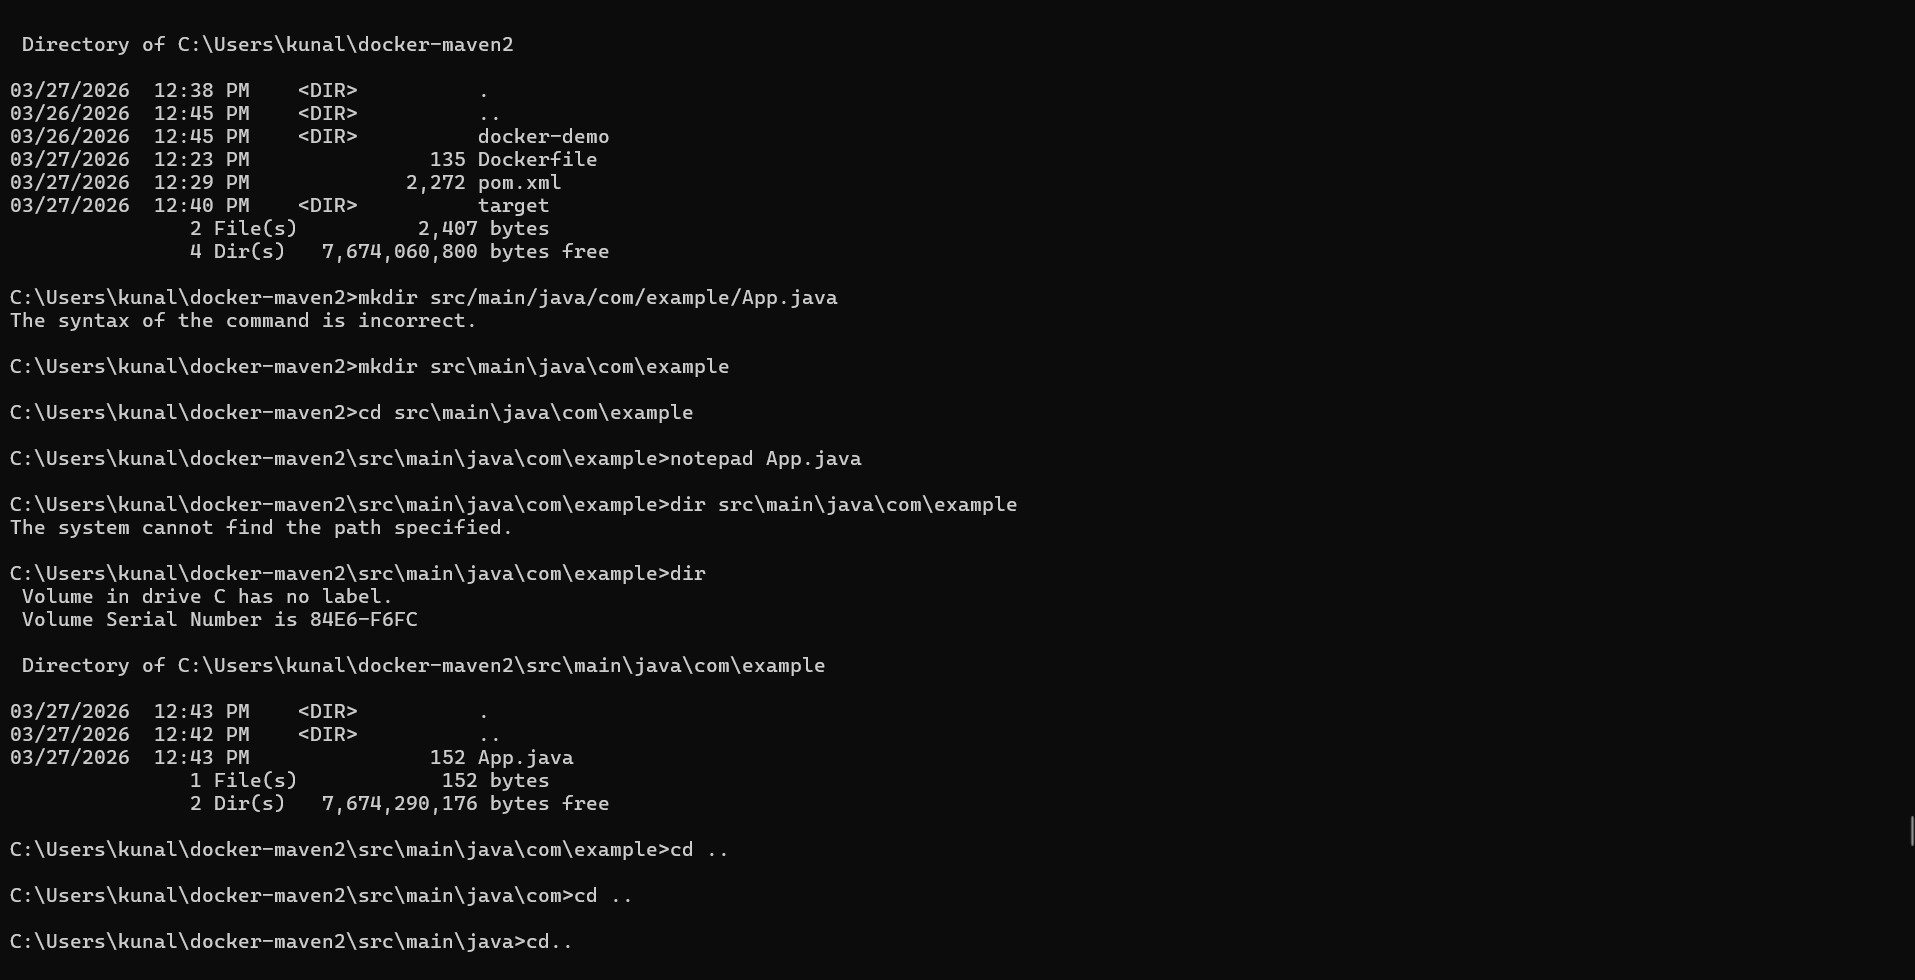 Directory of C:\Users\kunal\docker-maven2

03/27/2026  12:38 PM    <DIR>          .
03/26/2026  12:45 PM    <DIR>          ..
03/26/2026  12:45 PM    <DIR>          docker-demo
03/27/2026  12:23 PM               135 Dockerfile
03/27/2026  12:29 PM             2,272 pom.xml
03/27/2026  12:40 PM    <DIR>          target
               2 File(s)          2,407 bytes
               4 Dir(s)   7,674,060,800 bytes free

C:\Users\kunal\docker-maven2>mkdir src/main/java/com/example/App.java
The syntax of the command is incorrect.

C:\Users\kunal\docker-maven2>mkdir src\main\java\com\example

C:\Users\kunal\docker-maven2>cd src\main\java\com\example

C:\Users\kunal\docker-maven2\src\main\java\com\example>notepad App.java

C:\Users\kunal\docker-maven2\src\main\java\com\example>dir src\main\java\com\example
The system cannot find the path specified.

C:\Users\kunal\docker-maven2\src\main\java\com\example>dir
 Volume in drive C has no label.
 Volume Serial Number is 84E6-F6FC

 Directory of C:\Users\kunal\docker-maven2\src\main\java\com\example

03/27/2026  12:43 PM    <DIR>          .
03/27/2026  12:42 PM    <DIR>          ..
03/27/2026  12:43 PM               152 App.java
               1 File(s)            152 bytes
               2 Dir(s)   7,674,290,176 bytes free

C:\Users\kunal\docker-maven2\src\main\java\com\example>cd ..

C:\Users\kunal\docker-maven2\src\main\java\com>cd ..

C:\Users\kunal\docker-maven2\src\main\java>cd..